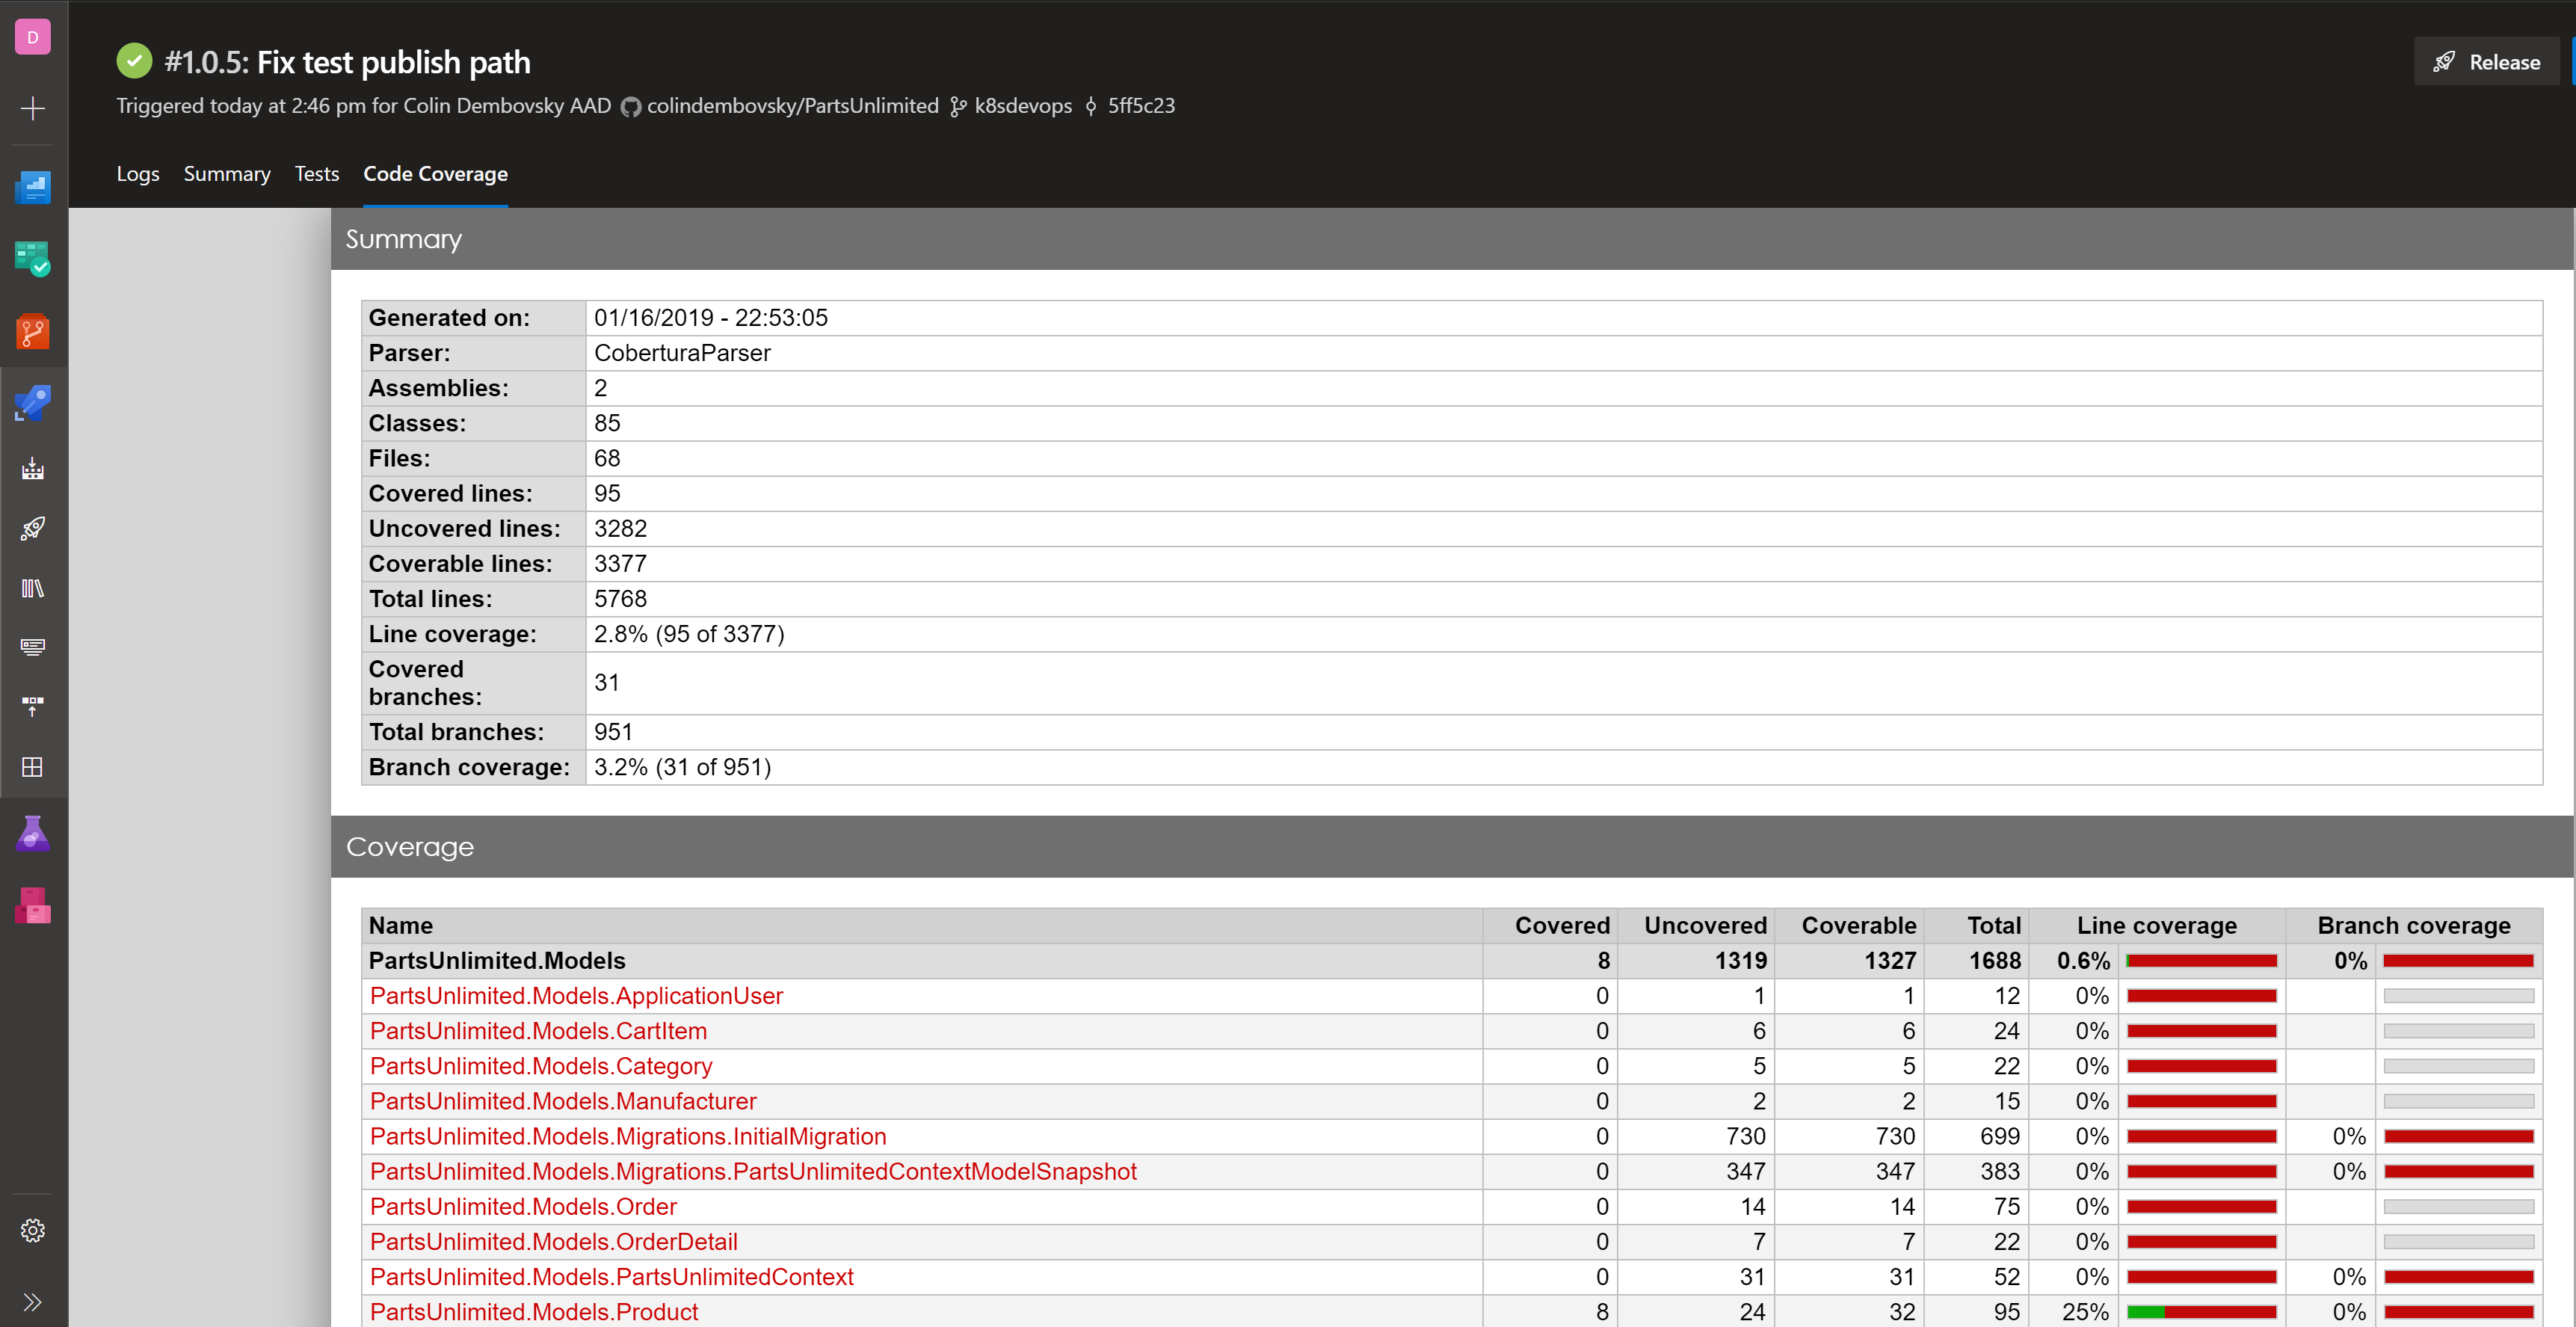 D
#1.0.5: Fix test publish path
Release
Triggered today at 2:46 pm for Colin Dembovsky AAD colindembovsky/PartsUnlimited k8sdevops 5ff5c23
Logs Summary Tests Code Coverage
Summary
Generated on: 01/16/2019 - 22:53:05
Parser: CoberturaParser
Assemblies: 2
Classes: 85
Files: 68
Covered lines: 95
Uncovered lines: 3282
Coverable lines: 3377
Total lines: 5768
Line coverage: 2.8% (95 of 3377)
Covered
branches: 31
Total branches: 951
Branch coverage: 3.2% (31 of 951)
Coverage
Name Covered Uncovered Coverable Total Line coverage Branch coverage
PartsUnlimited.Models 8 1319 1327 1688 0.6% 0%
PartsUnlimited.Models.ApplicationUser 0 1 1 12 0%
PartsUnlimited.Models.CartItem 0 6 6 24 0%
PartsUnlimited.Models.Category 0 5 5 22 0%
PartsUnlimited.Models.Manufacturer 0 2 2 15 0%
PartsUnlimited.Models.Migrations.InitialMigration 0 730 730 699 0% 0%
PartsUnlimited.Models.Migrations.PartsUnlimitedContextModelSnapshot 0 347 347 383 0% 0%
PartsUnlimited.Models.Order 0 14 14 75 0%
PartsUnlimited.Models.OrderDetail 0 7 7 22 0%
PartsUnlimited.Models.PartsUnlimitedContext 0 31 31 52 0% 0%
PartsUnlimited.Models.Product 8 24 32 95 25% 0%